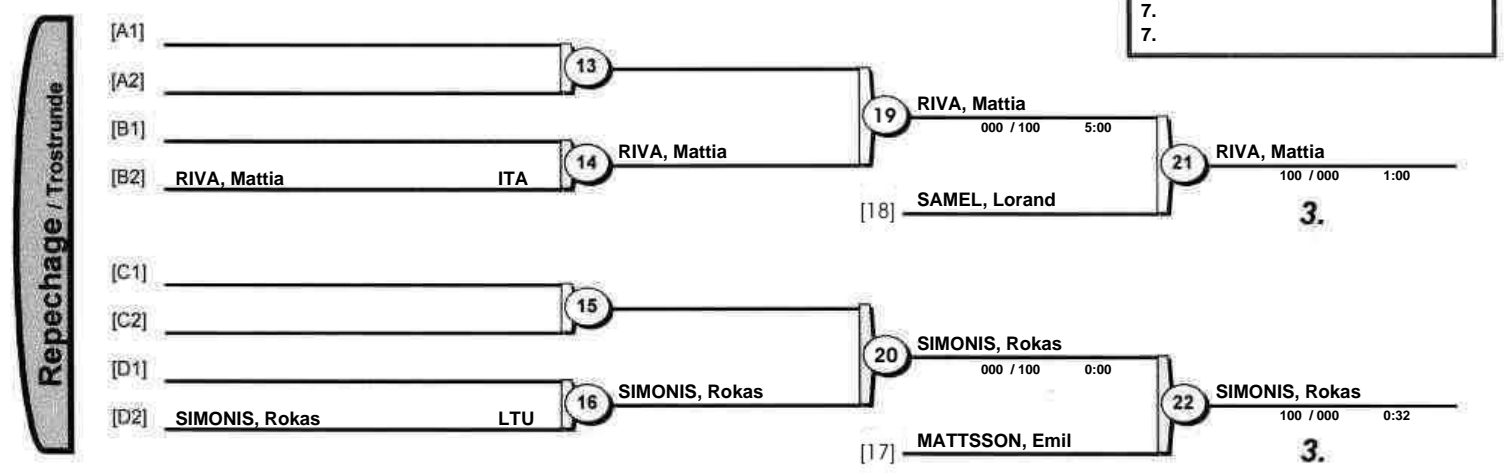 7.
7.
Repechage / Trostrunde
[A1]
[A2]
13
[B1]
[B2] RIVA, Mattia ITA
14
RIVA, Mattia
19
RIVA, Mattia
000 / 100 5:00
[18] SAMEL, Lorand
21
RIVA, Mattia
100 / 000 1:00
3.
[C1]
[C2]
15
[D1]
[D2] SIMONIS, Rokas LTU
16
SIMONIS, Rokas
20
SIMONIS, Rokas
000 / 100 0:00
[17] MATTSSON, Emil
22
SIMONIS, Rokas
100 / 000 0:32
3.